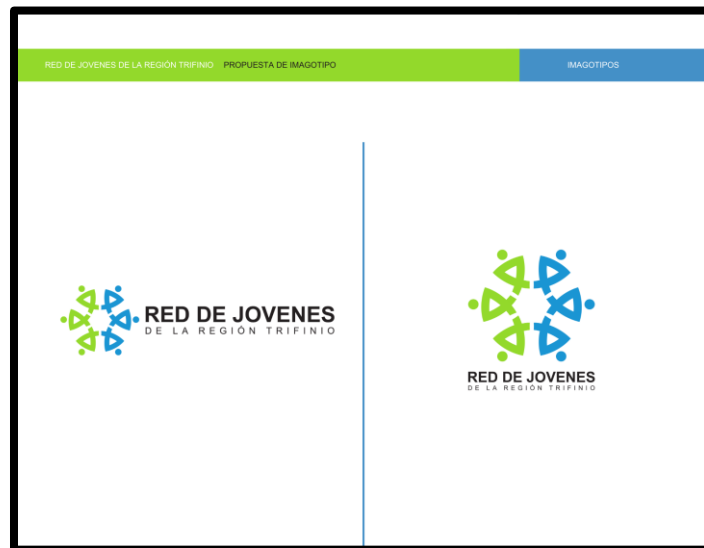 RED DE JOVENES DE LA REGIÓN TRIFINIO PROPUESTA DE IMAGOTIPO
IMAGOTIPOS
RED DE JOVENES
DE LA REGIÓN TRIFINIO
RED DE JOVENES
DE LA REGIÓN TRIFINIO